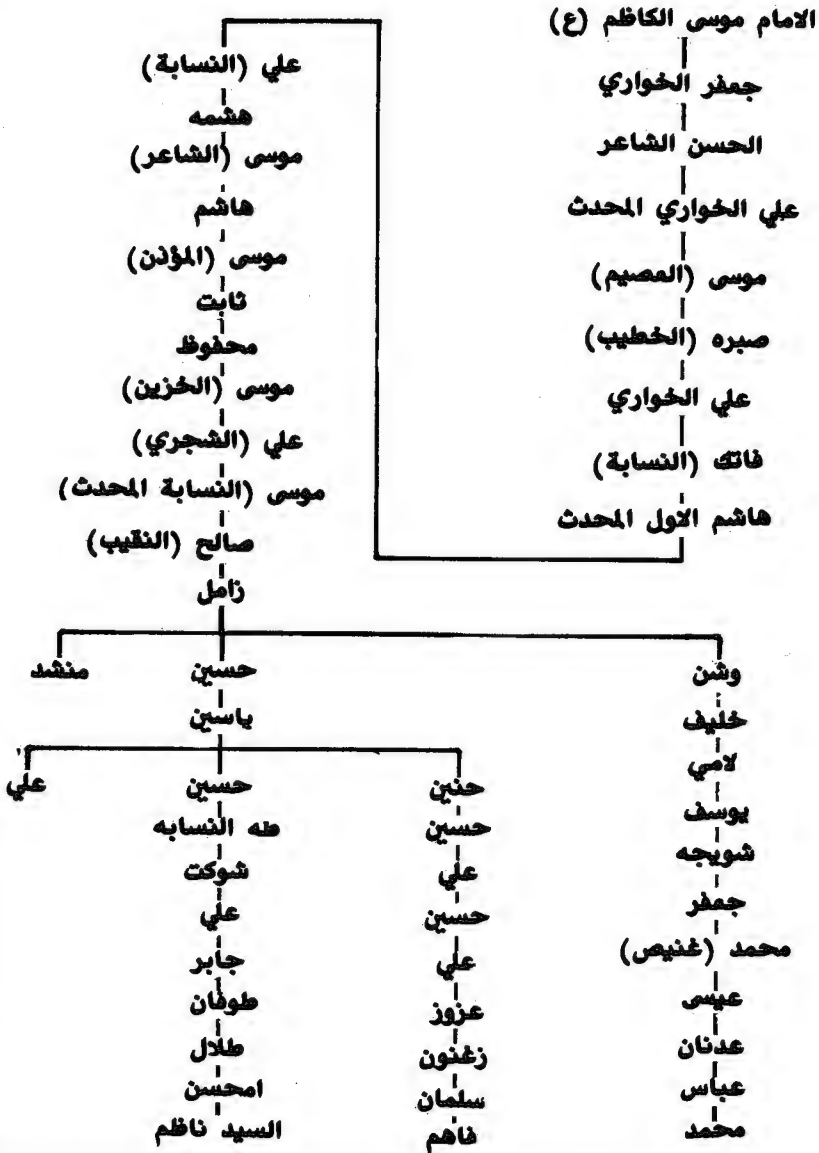 الامام موسى الكاظم (ع)
جعفر الخواري
الحسن الشاعر
علي الخواري المحدث
موسى (العصيم)
صبره (الخطيب)
علي الخواري
فاتك (النسابة)
هاشم الاول المحدث
علي (النسابة)
هشمه
موسى (الشاعر)
هاشم
موسى (المؤذن)
ثابت
محفوظ
موسى (الخزين)
علي (الشجري)
موسى (النسابة المحدث)
صالح (النقيب)
زامل
وشن
حسين
منشد
خليف
ياسين
لامي
يوسف
شويجه
جعفر
محمد (غنيص)
عيسى
عدنان
عباس
محمد
حنين
حسين
علي
حسين
علي
عزوز
زغنون
سلمان
فاهم
حسين
طه النسابه
شوكت
علي
جابر
طوفان
طلال
امحسن
السيد ناظم
علي